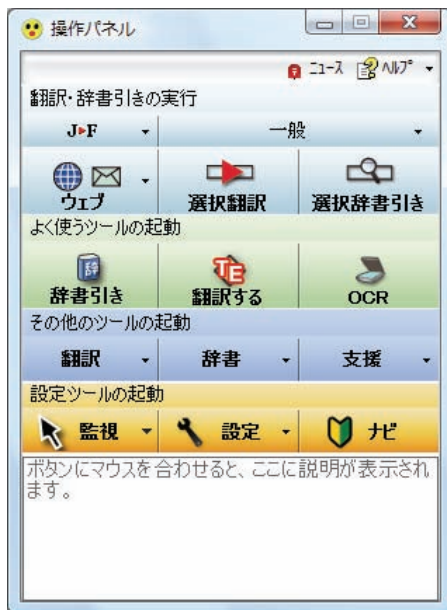 操作パネル
ニュース ヘルプ
翻訳・辞書引きの実行
J▶F 一般
ウェブ 選択翻訳 選択辞書引き
よく使うツールの起動
辞
TE
辞書引き 翻訳する OCR
その他のツールの起動
翻訳 辞書 支援
設定ツールの起動
監視 設定 ナビ
ボタンにマウスを合わせると、ここに説明が表示され
ます。